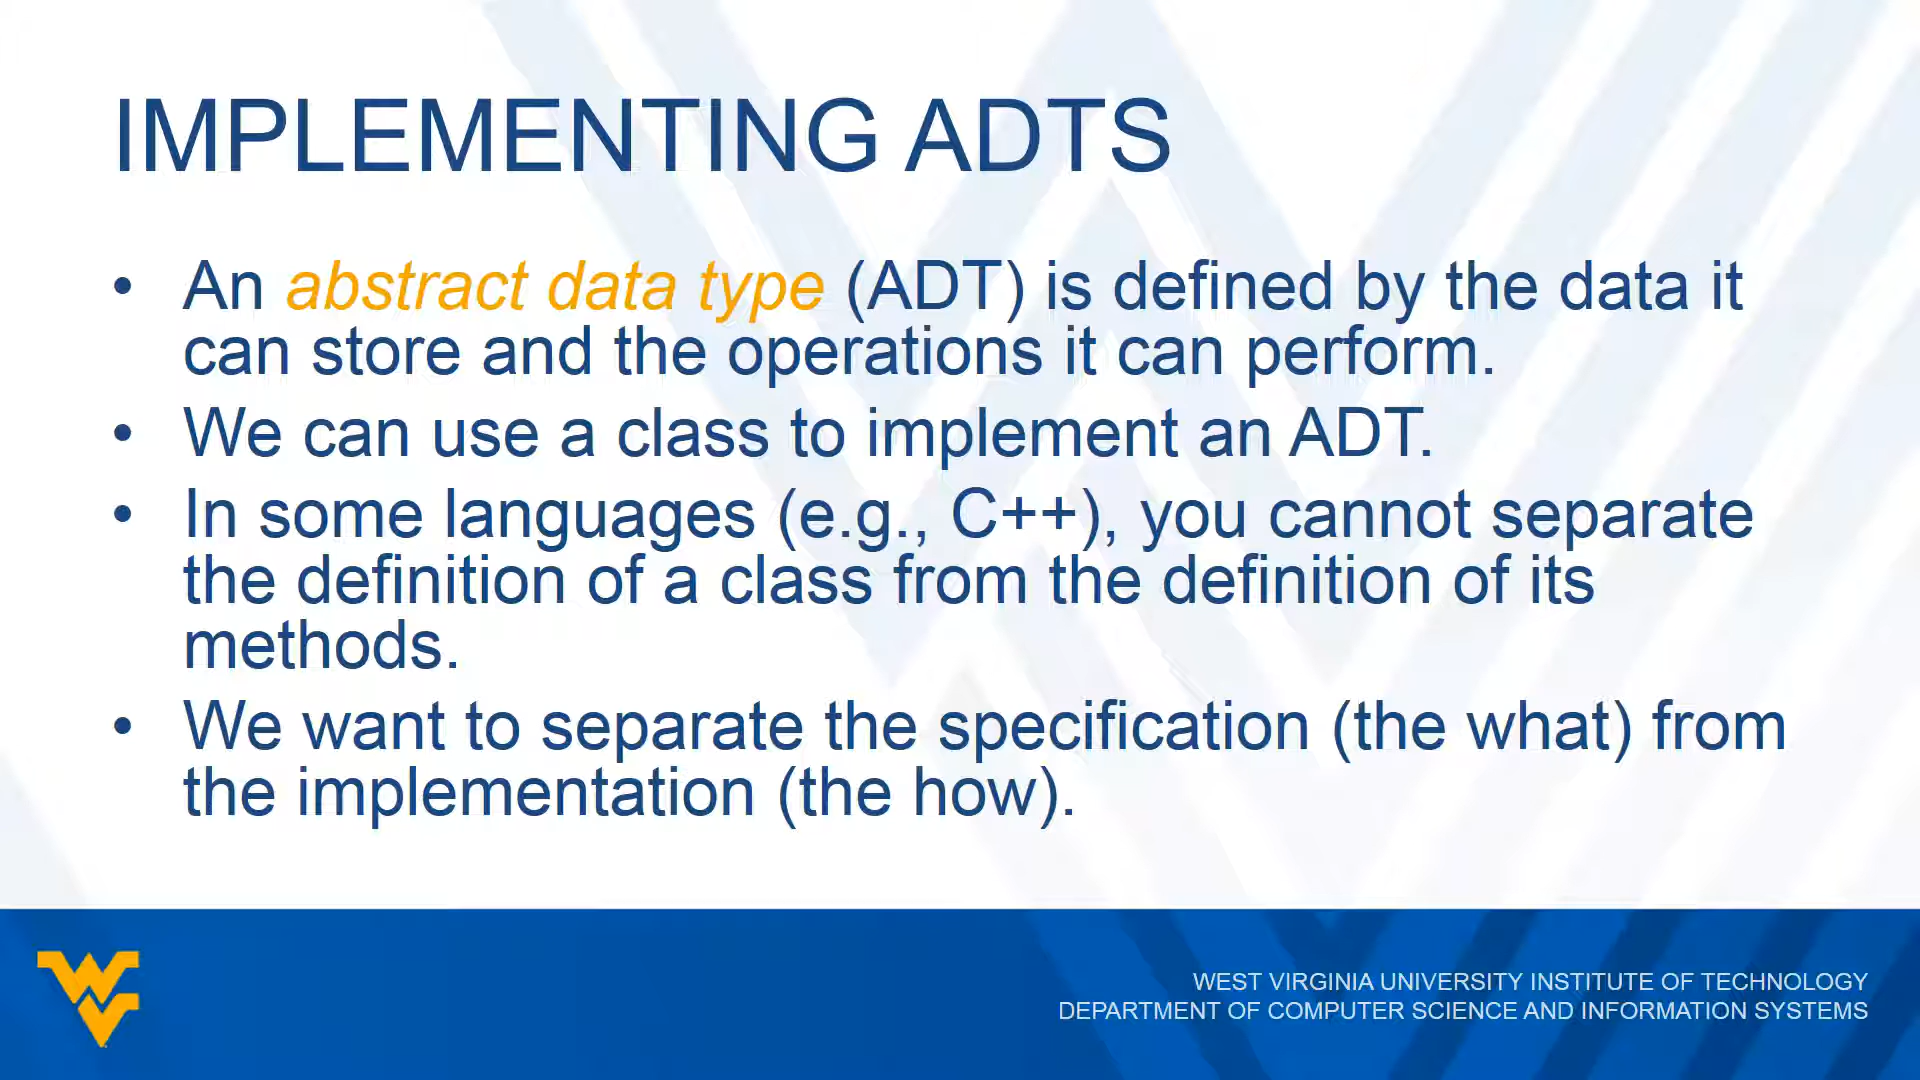 IMPLEMENTING ADTS
• An abstract data type (ADT) is defined by the data it
can store and the operations it can perform.
• We can use a class to implement an ADT.
• In some languages (e.g., C++), you cannot separate
the definition of a class from the definition of its
methods.
• We want to separate the specification (the what) from
the implementation (the how).
WEST VIRGINIA UNIVERSITY INSTITUTE OF TECHNOLOGY
DEPARTMENT OF COMPUTER SCIENCE AND INFORMATION SYSTEMS